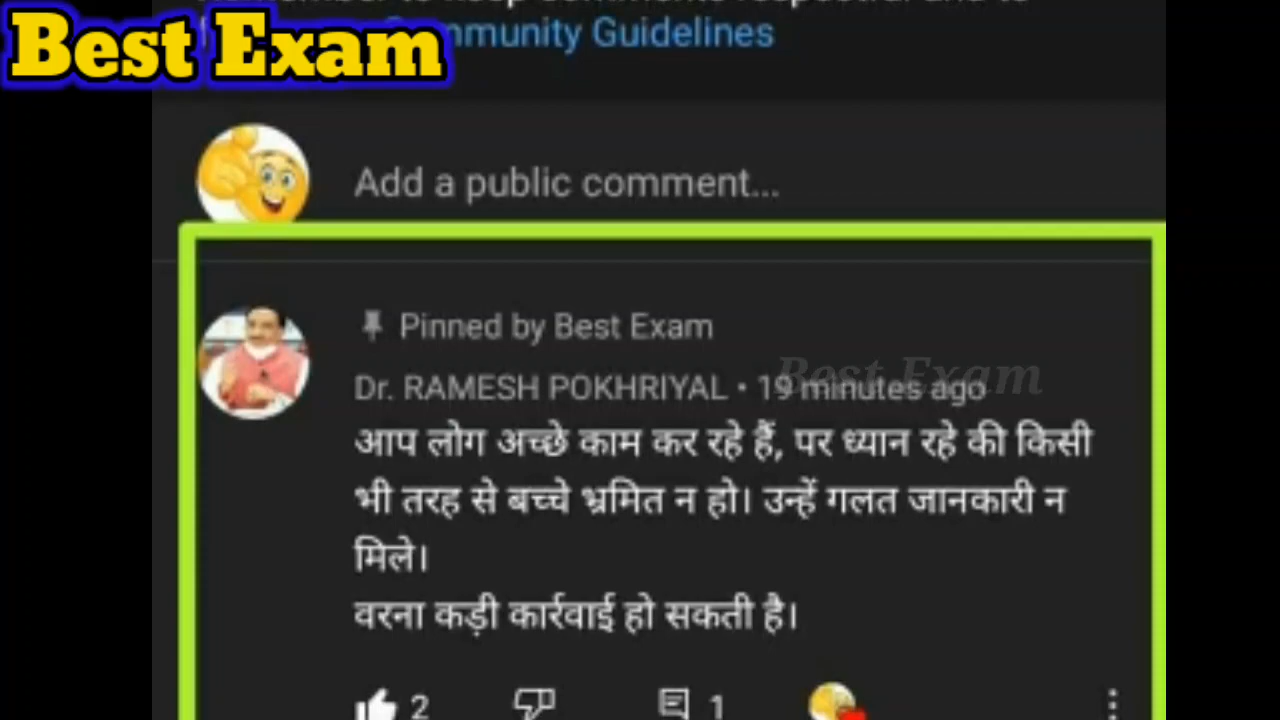 Best Exam
mmunity Guidelines
Add a public comment...
Pinned by Best Exam
Best Exam
Dr. RAMESH POKHRIYAL • 19 minutes ago
आप लोग अच्छे काम कर रहे हैं, पर ध्यान रहे की किसी
भी तरह से बच्चे भ्रमित न हो। उन्हें गलत जानकारी न
मिले।
वरना कड़ी कार्रवाई हो सकती है।
2 1